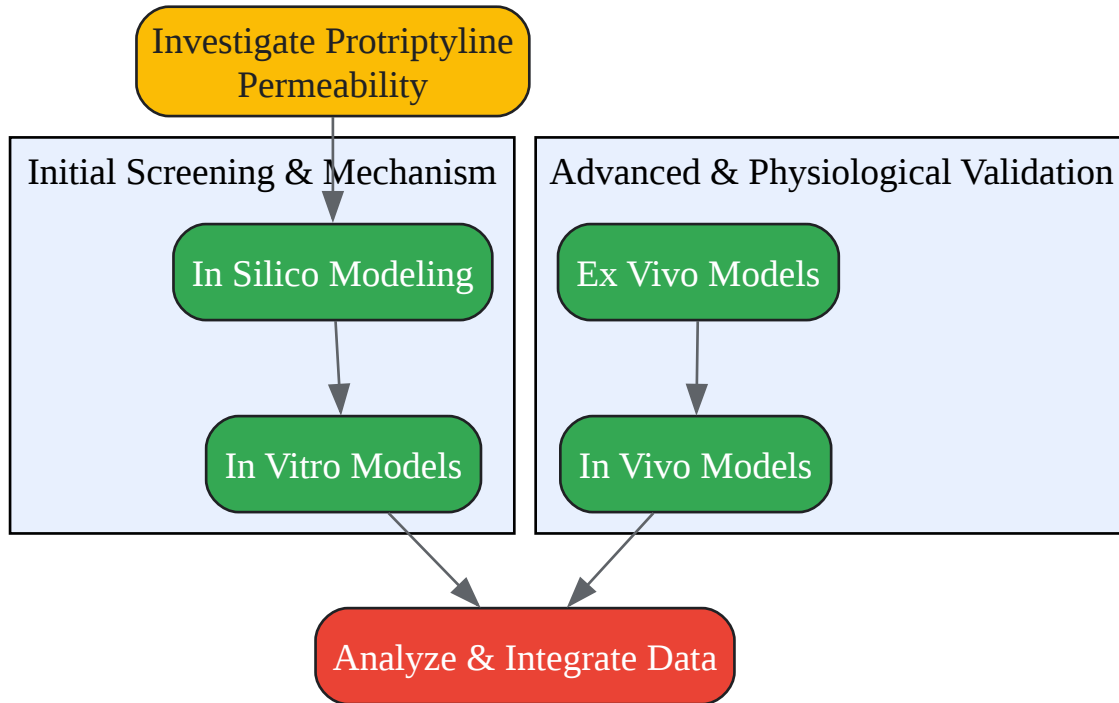 Investigate Protriptyline
Permeability
Initial Screening & Mechanism
Advanced & Physiological Validation
In Silico Modeling
Ex Vivo Models
In Vitro Models
In Vivo Models
Analyze & Integrate Data